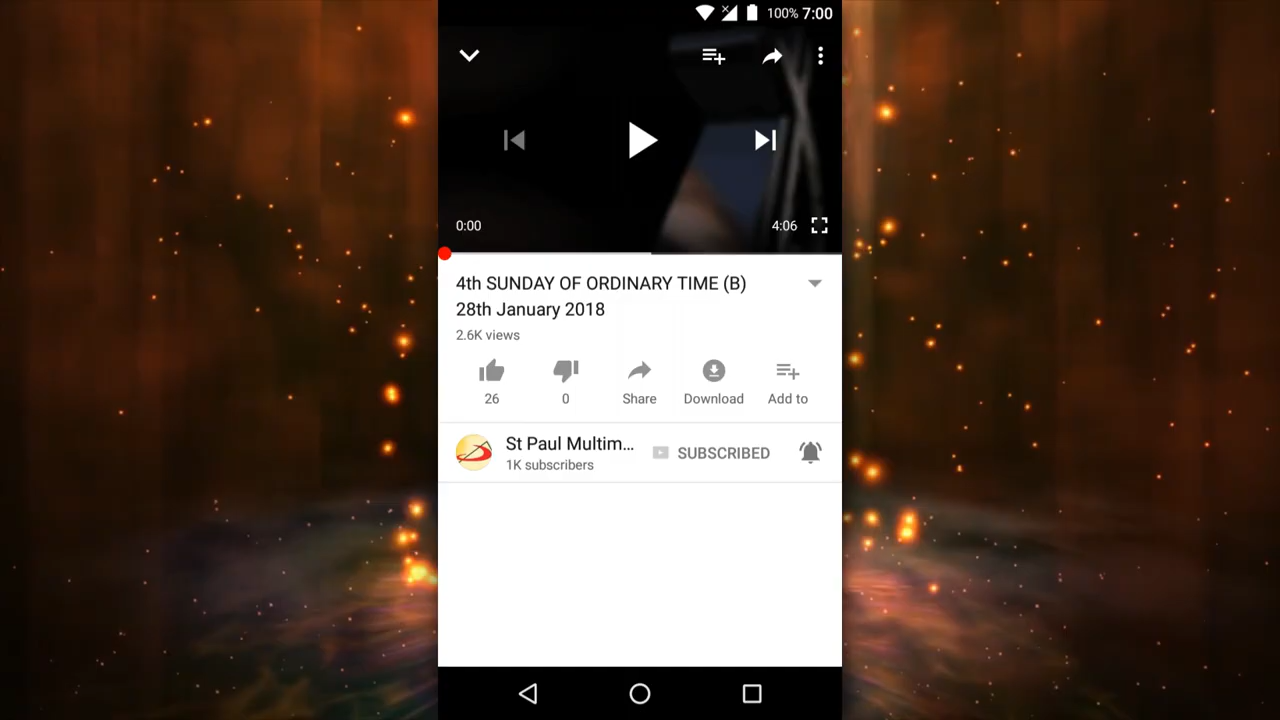 100% 7:00
0:00
4:06
4th SUNDAY OF ORDINARY TIME (B)
28th January 2018
2.6K views
26
0
Share
Download
Add to
St Paul Multim...
SUBSCRIBED
1K subscribers